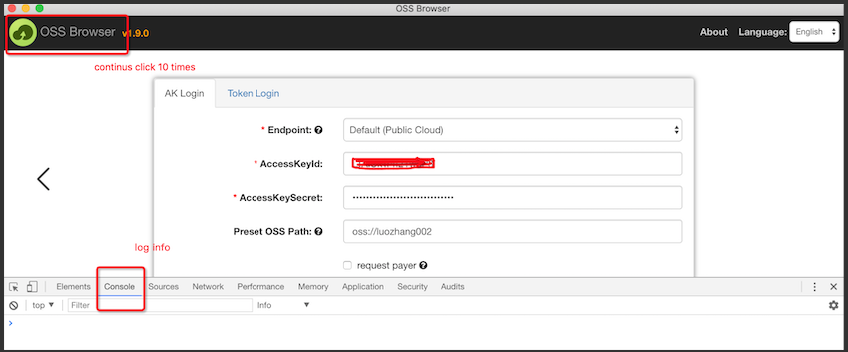 OSS Browser
OSS Browser v1.9.0 About Language: English
continus click 10 times
AK Login Token Login
* Endpoint: Default (Public Cloud)
* AccessKeyId:
* AccessKeySecret: ••••••••••••••••••••••••••••••
Preset OSS Path: oss://luozhang002
log info
request payer
Elements Console Sources Network Performance Memory Application Security Audits
top Filter Info